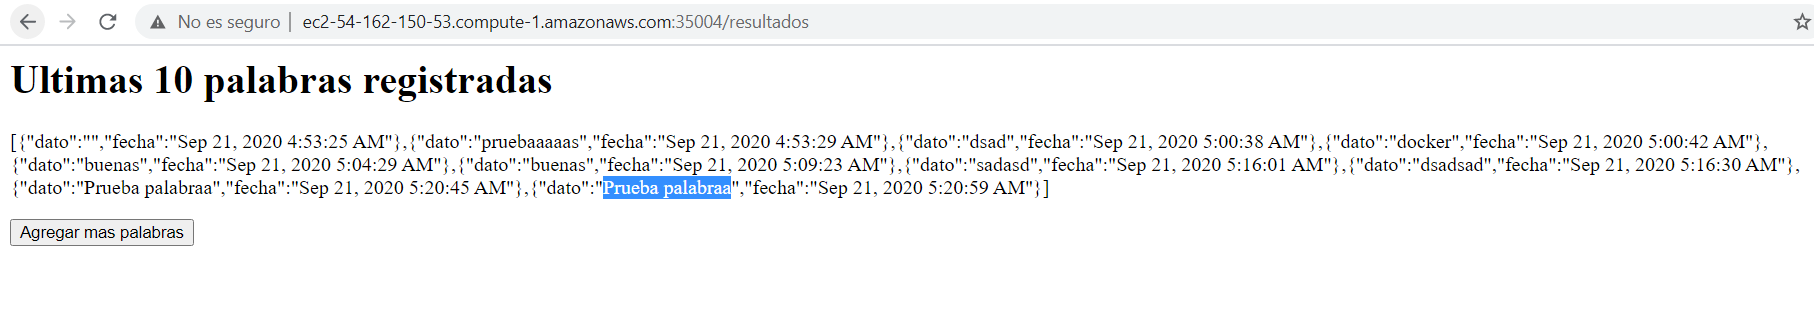 No es seguro | ec2-54-162-150-53.compute-1.amazonaws.com:35004/resultados
Ultimas 10 palabras registradas
[{"dato":"","fecha":"Sep 21, 2020 4:53:25 AM"},{"dato":"pruebaaaaas","fecha":"Sep 21, 2020 4:53:29 AM"},{"dato":"dsad","fecha":"Sep 21, 2020 5:00:38 AM"},{"dato":"docker","fecha":"Sep 21, 2020 5:00:42 AM"},
{"dato":"buenas","fecha":"Sep 21, 2020 5:04:29 AM"},{"dato":"buenas","fecha":"Sep 21, 2020 5:09:23 AM"},{"dato":"sadasd","fecha":"Sep 21, 2020 5:16:01 AM"},{"dato":"dsadsad","fecha":"Sep 21, 2020 5:16:30 AM"},
{"dato":"Prueba palabraa","fecha":"Sep 21, 2020 5:20:45 AM"},{"dato":"Prueba palabraa","fecha":"Sep 21, 2020 5:20:59 AM"}]
Agregar mas palabras